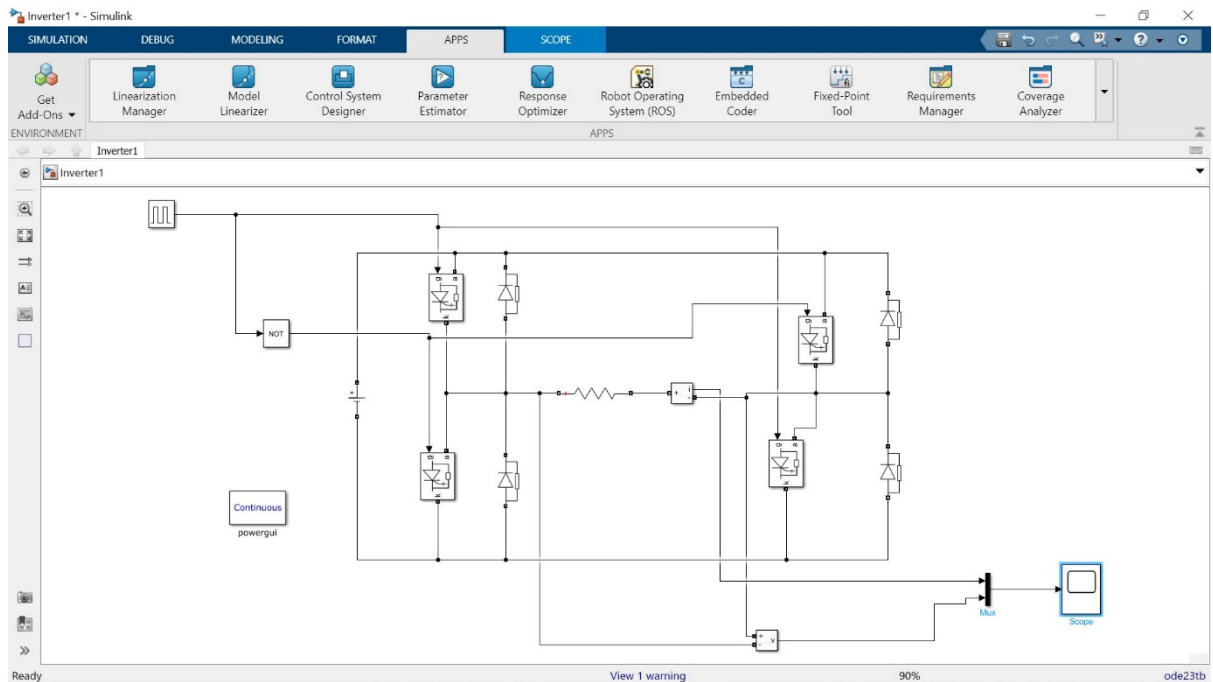 Inverter1 * - Simulink
SIMULATION DEBUG MODELING FORMAT APPS SCOPE
Get Add-Ons
Linearization Manager
Model Linearizer
Control System Designer
Parameter Estimator
Response Optimizer
Robot Operating System (ROS)
Embedded Coder
Fixed-Point Tool
Requirements Manager
Coverage Analyzer
ENVIRONMENT APPS
Inverter1
Inverter1
g a
k
g a
k
NOT
+
+ i
-
g a
k
g a
k
Continuous
powergui
Mux
Scope
+ v
-
Ready View 1 warning 90% ode23tb